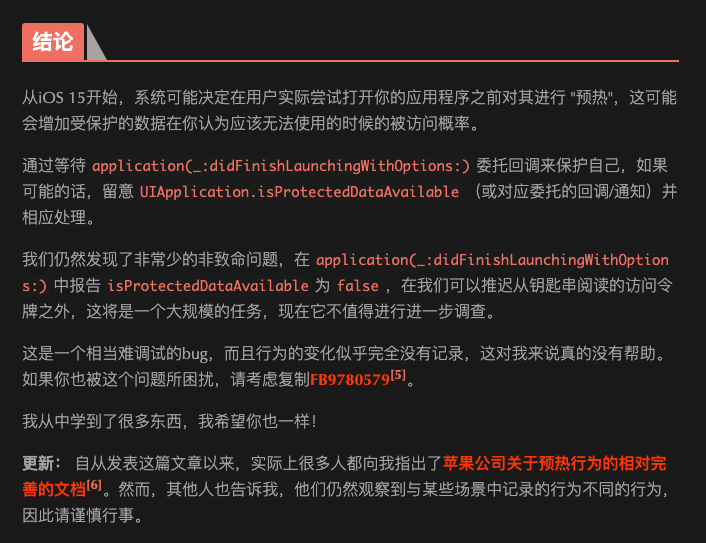 结论
从iOS 15开始，系统可能决定在用户实际尝试打开你的应用程序之前对其进行 "预热"，这可能
会增加受保护的数据在你认为应该无法使用的时候的被访问概率。
通过等待 application(_:didFinishLaunchingWithOptions:) 委托回调来保护自己，如果
可能的话，留意 UIApplication.isProtectedDataAvailable （或对应委托的回调/通知）并
相应处理。
我们仍然发现了非常少的非致命问题，在 application(_:didFinishLaunchingWithOption
s:) 中报告 isProtectedDataAvailable 为 false ，在我们可以推迟从钥匙串阅读的访问令
牌之外，这将是一个大规模的任务，现在它不值得进行进一步调查。
这是一个相当难调试的bug，而且行为的变化似乎完全没有记录，这对我来说真的没有帮助。
如果你也被这个问题所困扰，请考虑复制FB9780579[5]。
我从中学到了很多东西，我希望你也一样！
更新： 自从发表这篇文章以来，实际上很多人都向我指出了苹果公司关于预热行为的相对完
善的文档[6]。然而，其他人也告诉我，他们仍然观察到与某些场景中记录的行为不同的行为，
因此请谨慎行事。